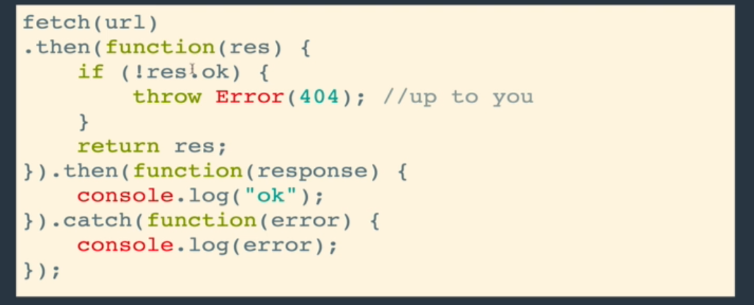 fetch(url)
.then(function(res) {
    if (!res.ok) {
        throw Error(404); //up to you
    }
    return res;
}).then(function(response) {
    console.log("ok");
}).catch(function(error) {
    console.log(error);
});